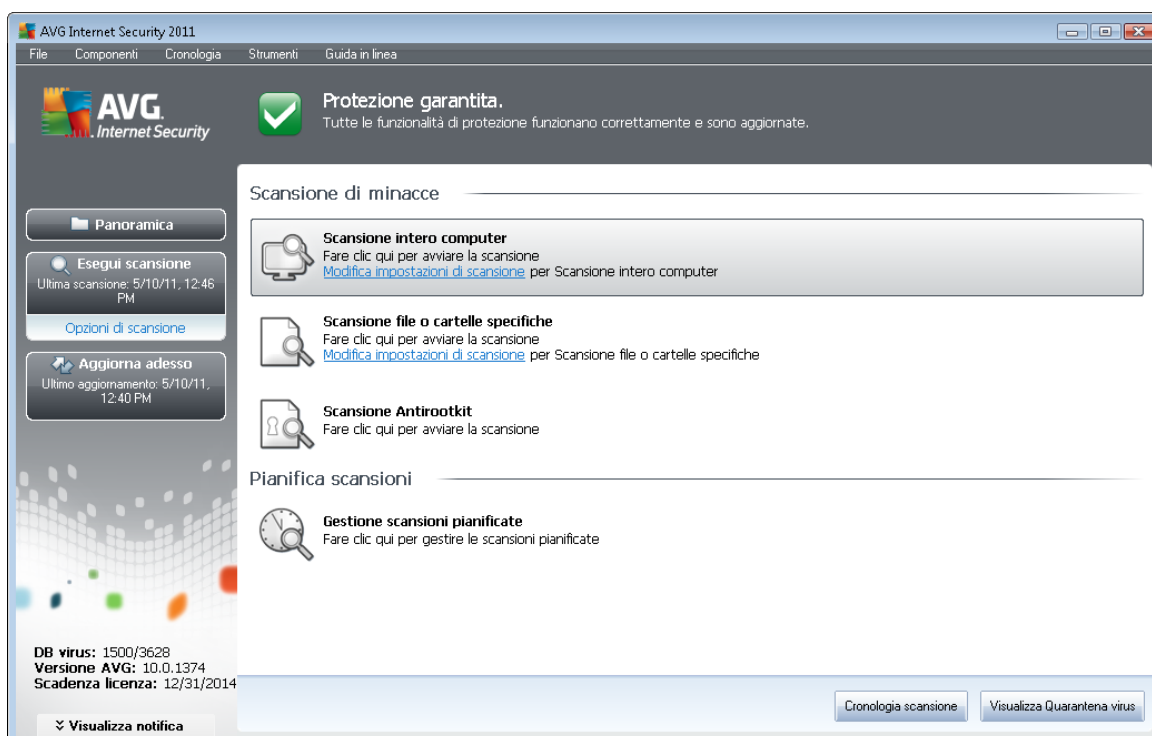 AVG Internet Security 2011
File Componenti Cronologia Strumenti Guida in linea
AVG.
Internet Security
Protezione garantita.
Tutte le funzionalità di protezione funzionano correttamente e sono aggiornate.
Panoramica
Esegui scansione
Ultima scansione: 5/10/11, 12:46
PM
Opzioni di scansione
Aggiorna adesso
Ultimo aggiornamento: 5/10/11,
12:40 PM
DB virus: 1500/3628
Versione AVG: 10.0.1374
Scadenza licenza: 12/31/2014
Visualizza notifica
Scansione di minacce
Scansione intero computer
Fare clic qui per avviare la scansione
Modifica impostazioni di scansione per Scansione intero computer
Scansione file o cartelle specifiche
Fare clic qui per avviare la scansione
Modifica impostazioni di scansione per Scansione file o cartelle specifiche
Scansione Antirootkit
Fare clic qui per avviare la scansione
Pianifica scansioni
Gestione scansioni pianificate
Fare clic qui per gestire le scansioni pianificate
Cronologia scansione
Visualizza Quarantena virus